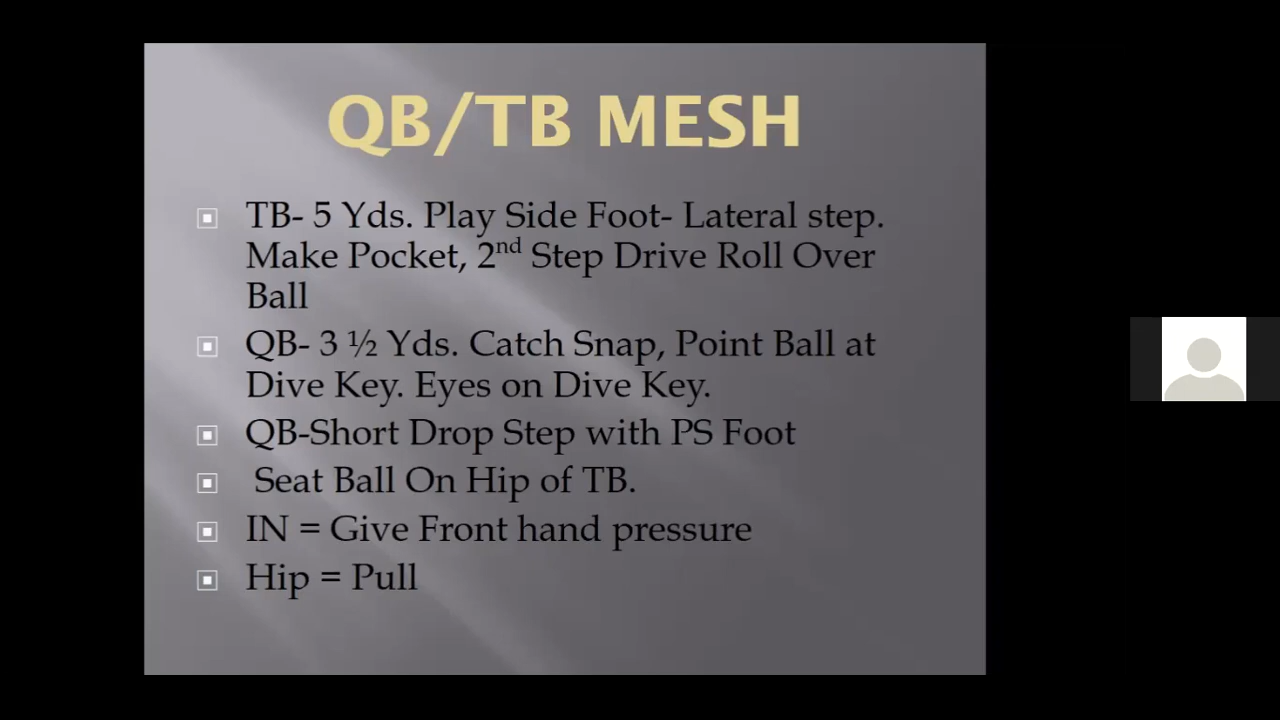 QB/TB MESH
TB- 5 Yds. Play Side Foot- Lateral step.
Make Pocket, 2nd Step Drive Roll Over
Ball
QB- 3 ½ Yds. Catch Snap, Point Ball at
Dive Key. Eyes on Dive Key.
QB-Short Drop Step with PS Foot
Seat Ball On Hip of TB.
IN = Give Front hand pressure
Hip = Pull